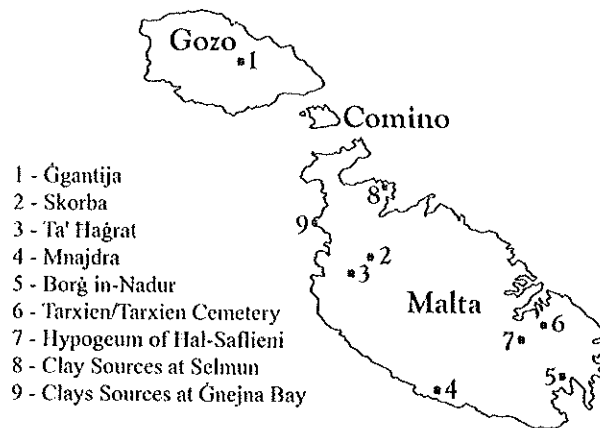 Gozo
1
Comino
1 - Ġgantija
2 - Skorba
3 - Ta' Ħaġrat
4 - Mnajdra
5 - Borġ in-Nadur
6 - Tarxien/Tarxien Cemetery
7 - Hypogeum of Ħal-Saflieni
8 - Clay Sources at Selmun
9 - Clays Sources at Ġnejna Bay
8
9
2
3
Malta
6
7
5
4